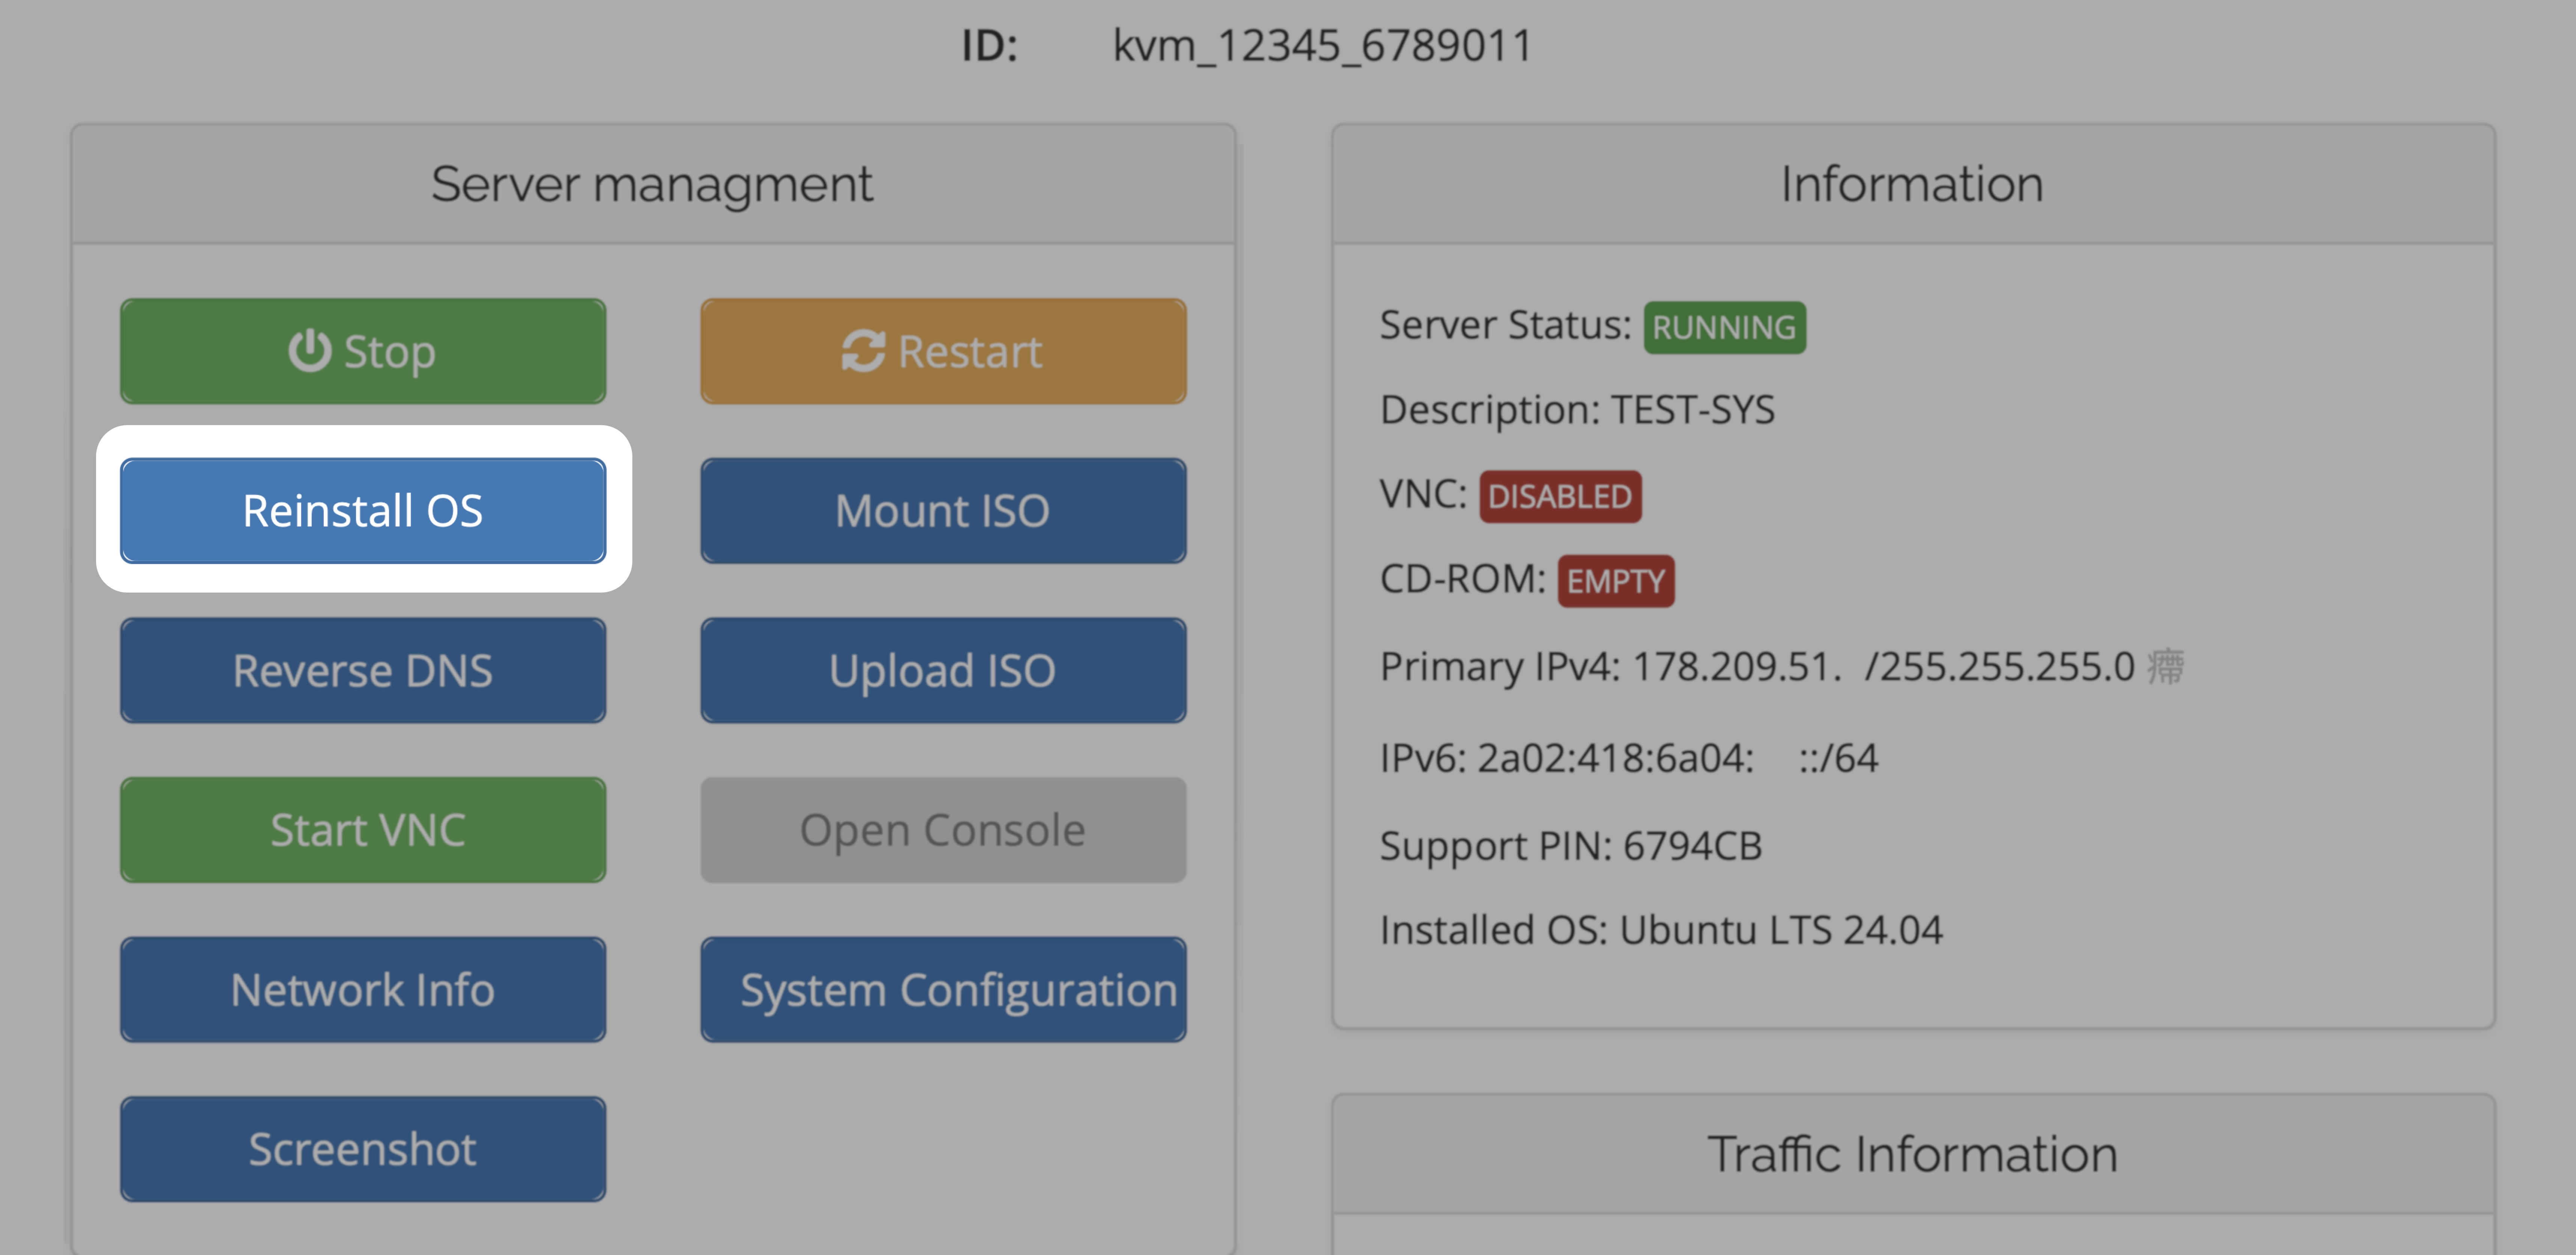 ID: kvm_12345_6789011
Server managment
Stop
Restart
Reinstall OS
Mount ISO
Reverse DNS
Upload ISO
Start VNC
Open Console
Network Info
System Configuration
Screenshot
Information
Server Status: RUNNING
Description: TEST-SYS
VNC: DISABLED
CD-ROM: EMPTY
Primary IPv4: 178.209.51. /255.255.255.0
IPv6: 2a02:418:6a04: ::/64
Support PIN: 6794CB
Installed OS: Ubuntu LTS 24.04
Traffic Information